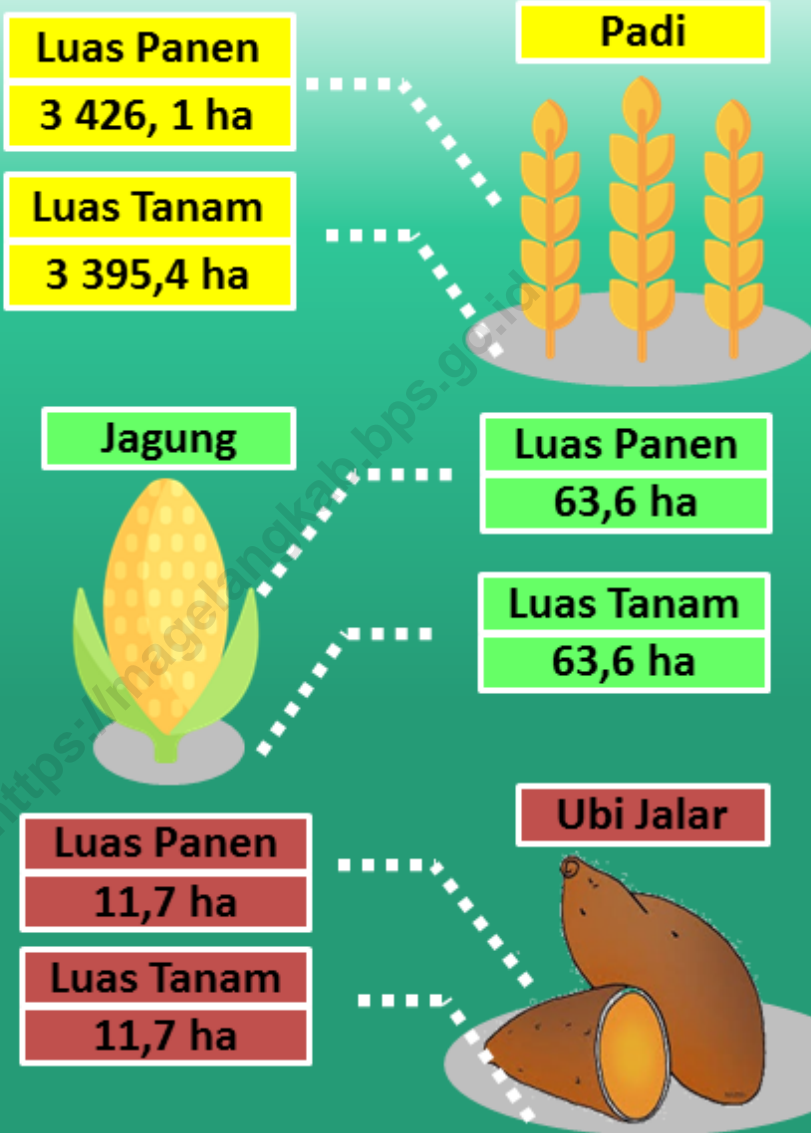 Padi
Luas Panen
3 426, 1 ha
Luas Tanam
3 395,4 ha
Jagung
Luas Panen
63,6 ha
Luas Tanam
63,6 ha
Ubi Jalar
Luas Panen
11,7 ha
Luas Tanam
11,7 ha
https://magelangkab.bps.go.id